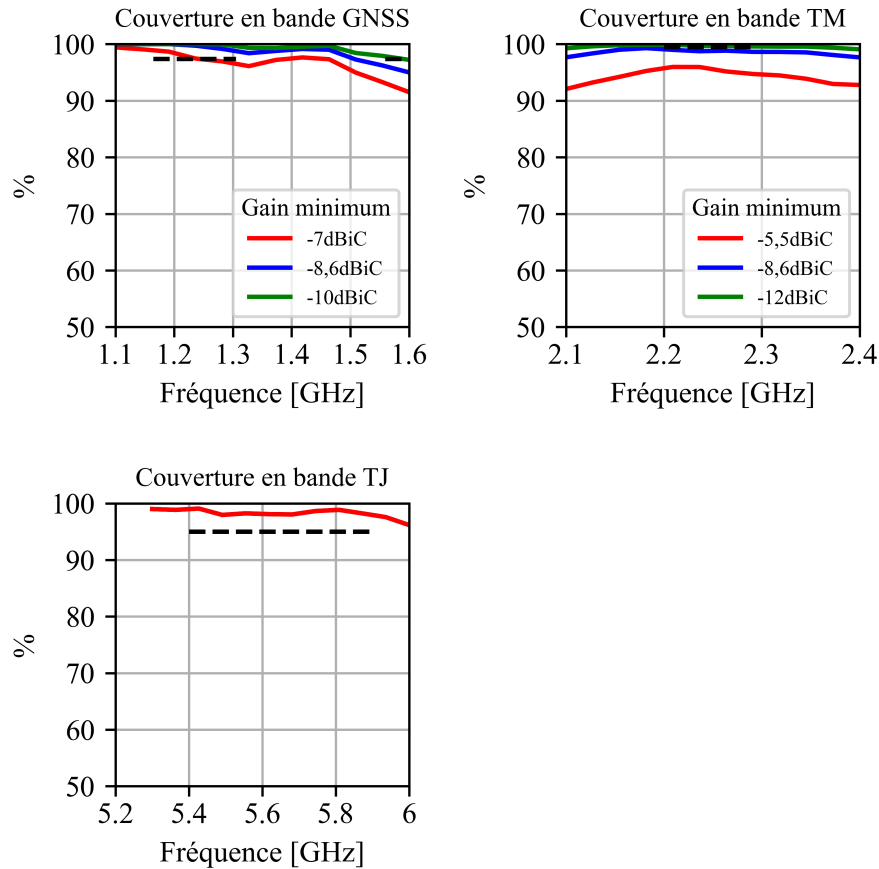 Couverture en bande GNSS
100
90
80
70
60
50
%
Gain minimum
-7dBiC
-8,6dBiC
-10dBiC
1.1 1.2 1.3 1.4 1.5 1.6
Fréquence [GHz]
Couverture en bande TM
100
90
80
70
60
50
%
Gain minimum
-5,5dBiC
-8,6dBiC
-12dBiC
2.1 2.2 2.3 2.4
Fréquence [GHz]
Couverture en bande TJ
100
90
80
70
60
50
%
5.2 5.4 5.6 5.8 6
Fréquence [GHz]